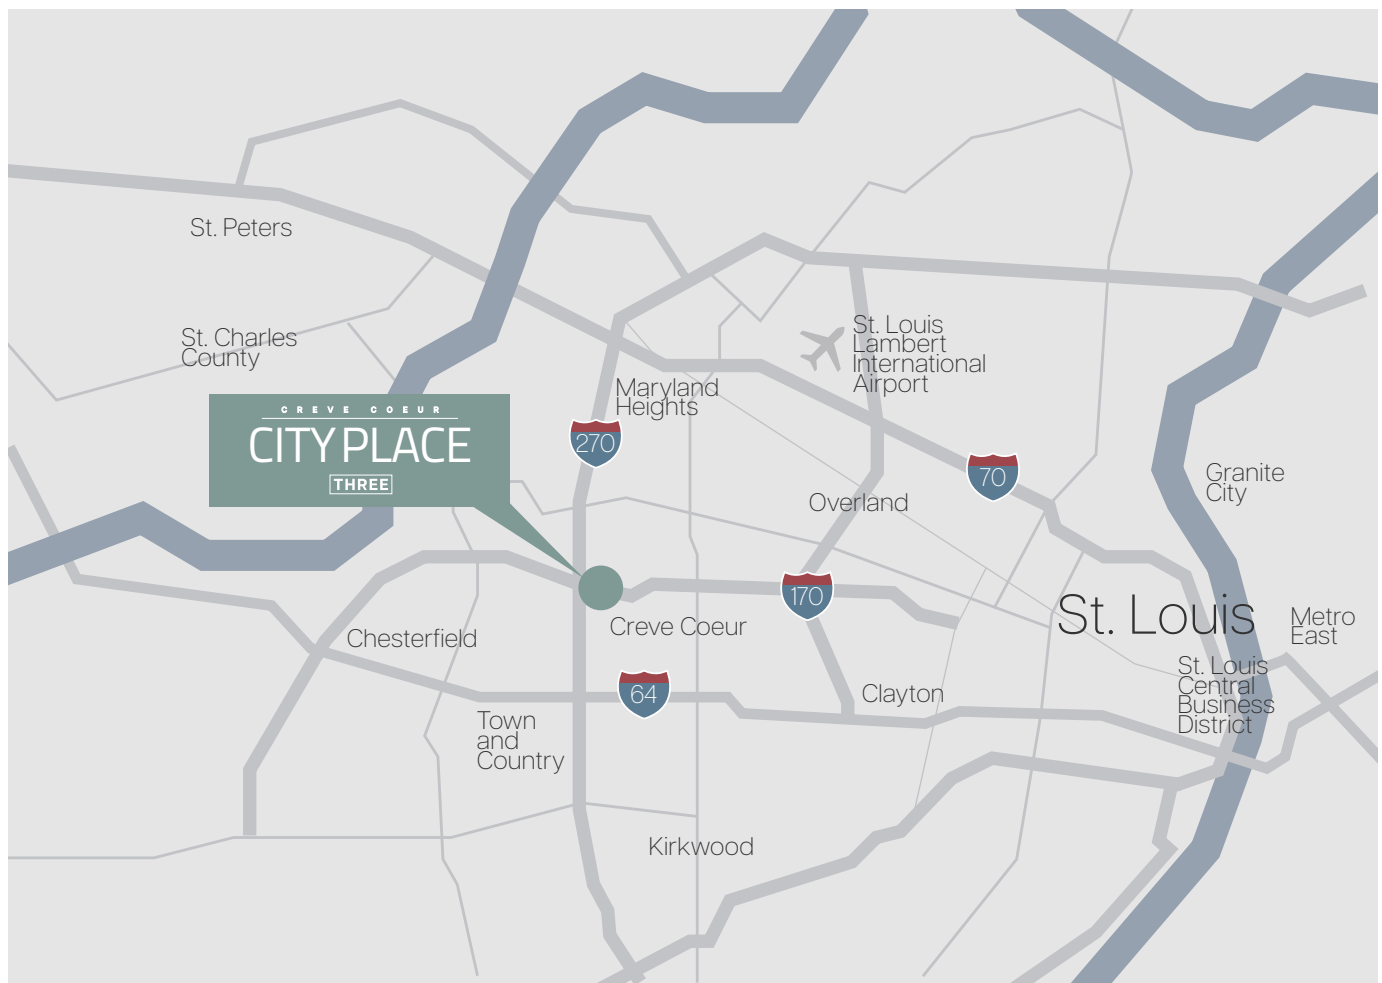 St. Peters
St. Charles
County
CREVE COEUR
CITYPLACE
THREE
Maryland
Heights
270
St. Louis
Lambert
International
Airport
70
Overland
Granite
City
170
St. Louis
Metro
East
Creve Coeur
Chesterfield
64
Clayton
St. Louis
Central
Business
District
Town
and
Country
Kirkwood